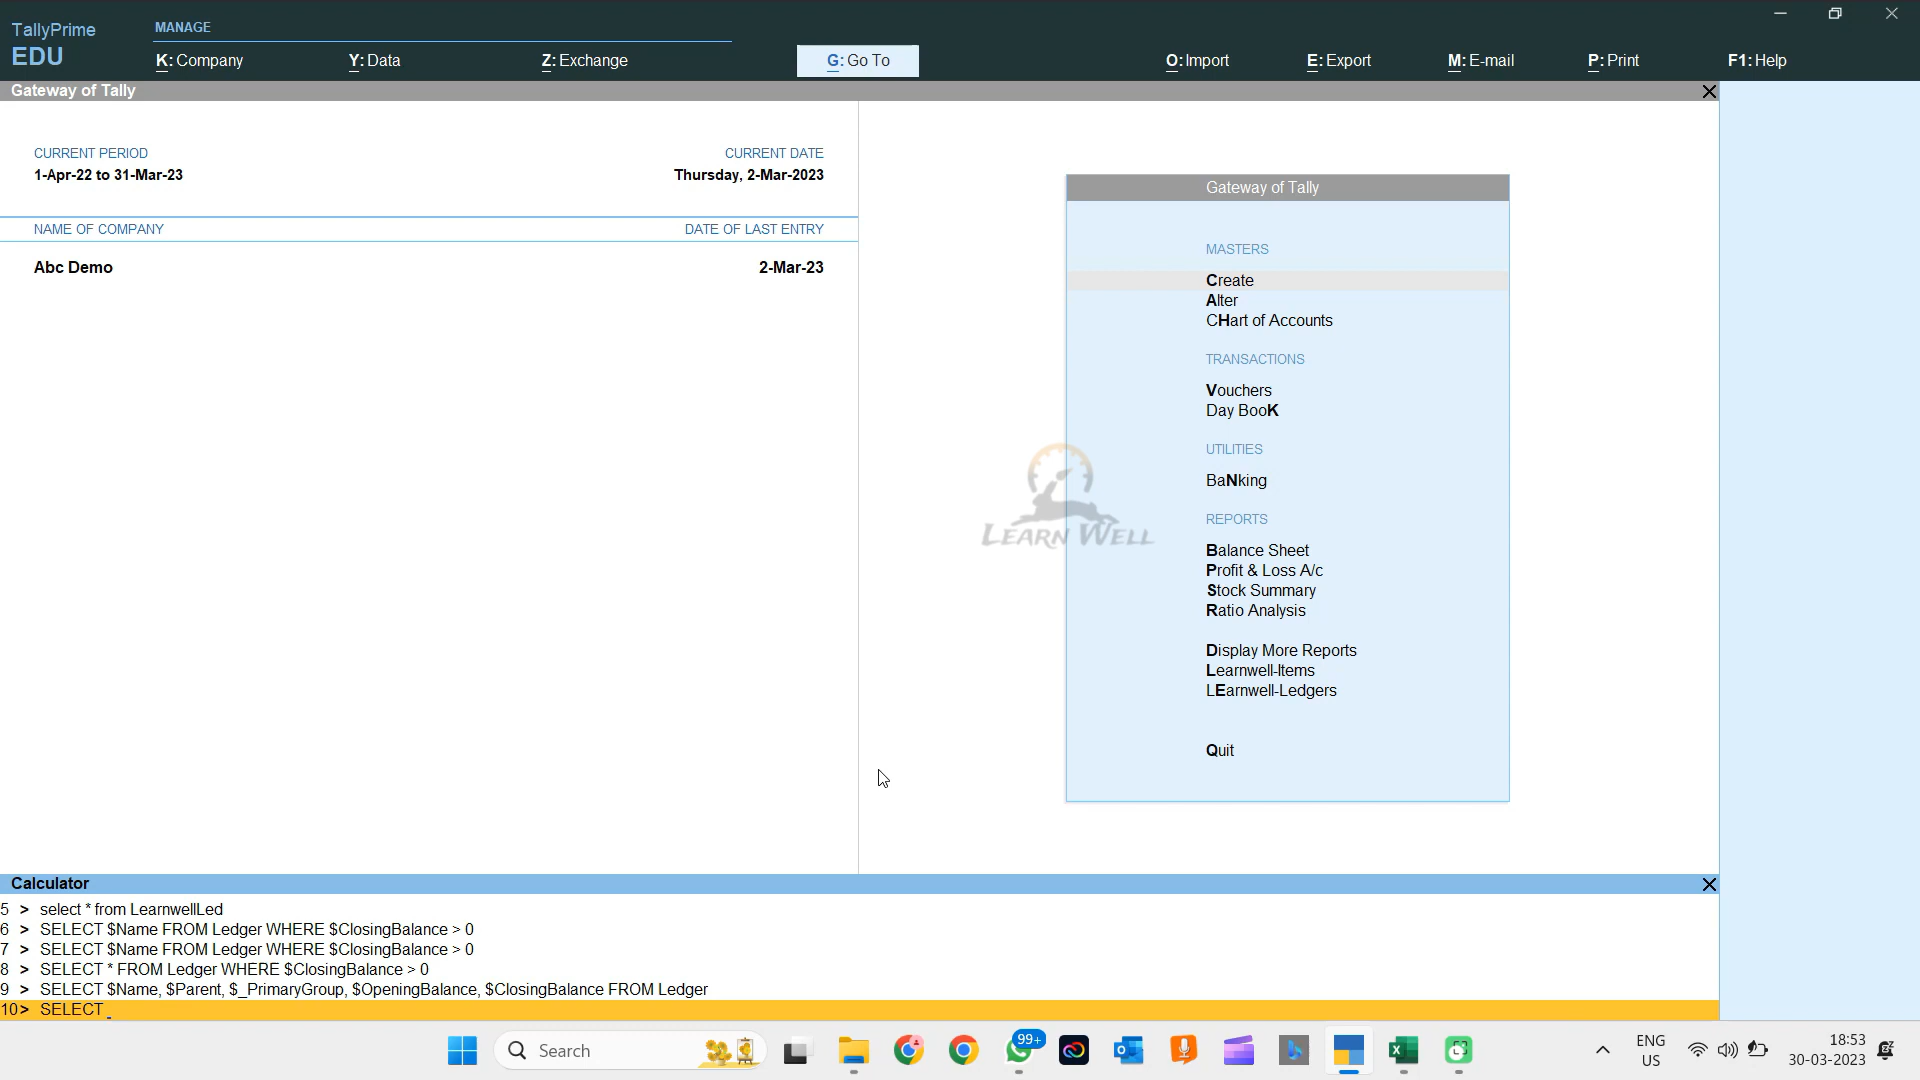 TallyPrime
EDU
MANAGE
K: Company
Y: Data
Z: Exchange
G: Go To
O: Import
E: Export
M: E-mail
P: Print
F1: Help
Gateway of Tally
CURRENT PERIOD
CURRENT DATE
1-Apr-22 to 31-Mar-23
Thursday, 2-Mar-2023
NAME OF COMPANY
DATE OF LAST ENTRY
Abc Demo
2-Mar-23
Gateway of Tally
MASTERS
Create
Alter
CHart of Accounts
TRANSACTIONS
Vouchers
Day BooK
UTILITIES
BaNking
REPORTS
Balance Sheet
Profit & Loss A/c
Stock Summary
Ratio Analysis
Display More Reports
Learnwell-Items
LEarnwell-Ledgers
Quit
LEARN WELL
Calculator
5 > select * from LearnwellLed
6 > SELECT $Name FROM Ledger WHERE $ClosingBalance > 0
7 > SELECT $Name FROM Ledger WHERE $ClosingBalance > 0
8 > SELECT * FROM Ledger WHERE $ClosingBalance > 0
9 > SELECT $Name, $Parent, $_PrimaryGroup, $OpeningBalance, $ClosingBalance FROM Ledger
10> SELECT _
Search
99+
ENG
US
18:53
30-03-2023